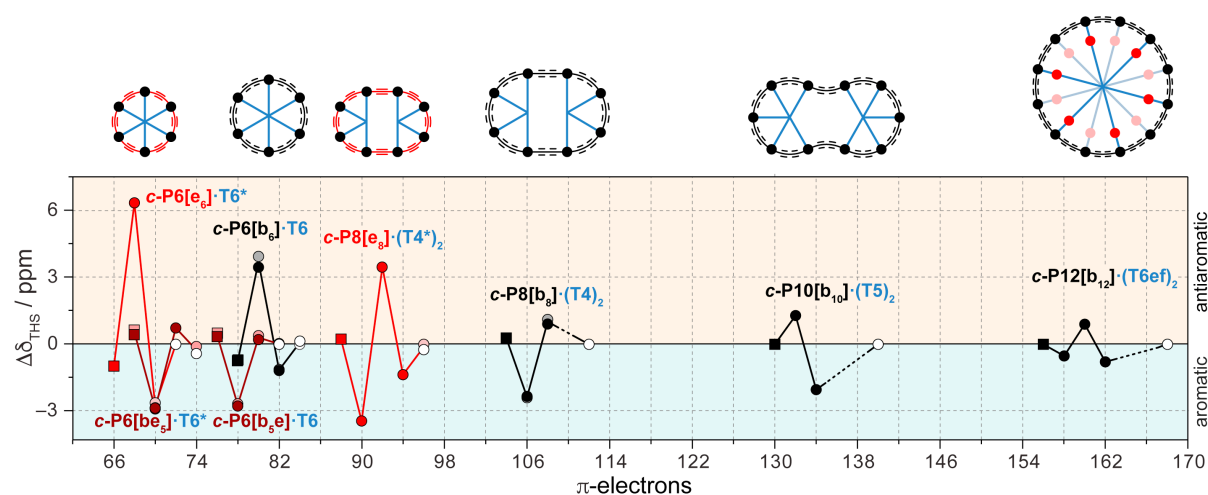 c-P6[e₆]·T6*
c-P6[b₆]·T6
c-P8[e₈]·(T4*)₂
c-P8[b₈]·(T4)₂
c-P10[b₁₀]·(T5)₂
c-P12[b₁₂]·(T6ef)₂
c-P6[be₅]·T6*
c-P6[b₅e]·T6
Δδ_THS / ppm
6
3
0
−3
antiaromatic
aromatic
66 74 82 90 98 106 114 122 130 138 146 154 162 170
π-electrons